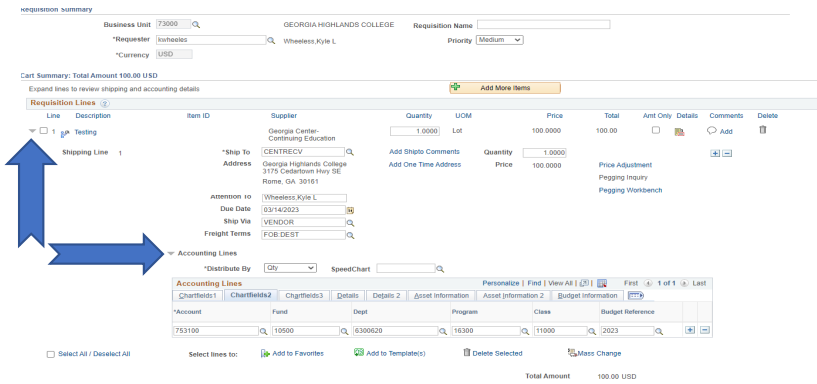 Requisition Summary
Business Unit 73000 GEORGIA HIGHLANDS COLLEGE Requisition Name
*Requester kwheeles Wheeless,Kyle L Priority Medium
*Currency USD
Cart Summary: Total Amount 100.00 USD
Expand lines to review shipping and accounting details Add More Items
Requisition Lines
Line Description Item ID Supplier Quantity UOM Price Total Amt Only Details Comments Delete
1 Testing Georgia Center-Continuing Education 1.0000 Lot 100.0000 100.00 Add
Shipping Line 1 *Ship To CENTRECV Add Shipto Comments Quantity 1.0000
Address Georgia Highlands College Add One Time Address Price 100.0000 Price Adjustment
3175 Cedartown Hwy SE Pegging Inquiry
Rome, GA 30161 Pegging Workbench
Attention To Wheeless,Kyle L
Due Date 03/14/2023
Ship Via VENDOR
Freight Terms FOB DEST
Accounting Lines
*Distribute By Qty SpeedChart
Accounting Lines Personalize | Find | View All | First 1 of 1 Last
Chartfields1 Chartfields2 Chartfields3 Details Details 2 Asset Information Asset Information 2 Budget Information
*Account Fund Dept Program Class Budget Reference
753100 10500 6300620 16300 11000 2023
Select All / Deselect All Select lines to: Add to Favorites Add to Template(s) Delete Selected Mass Change
Total Amount 100.00 USD